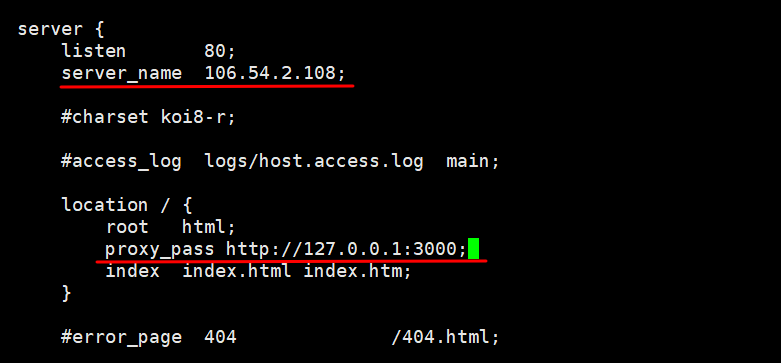 server {
    listen       80;
    server_name  106.54.2.108;
    #charset koi8-r;
    #access_log  logs/host.access.log  main;
    location / {
        root   html;
        proxy_pass http://127.0.0.1:3000;
        index  index.html index.htm;
    }
    #error_page  404              /404.html;